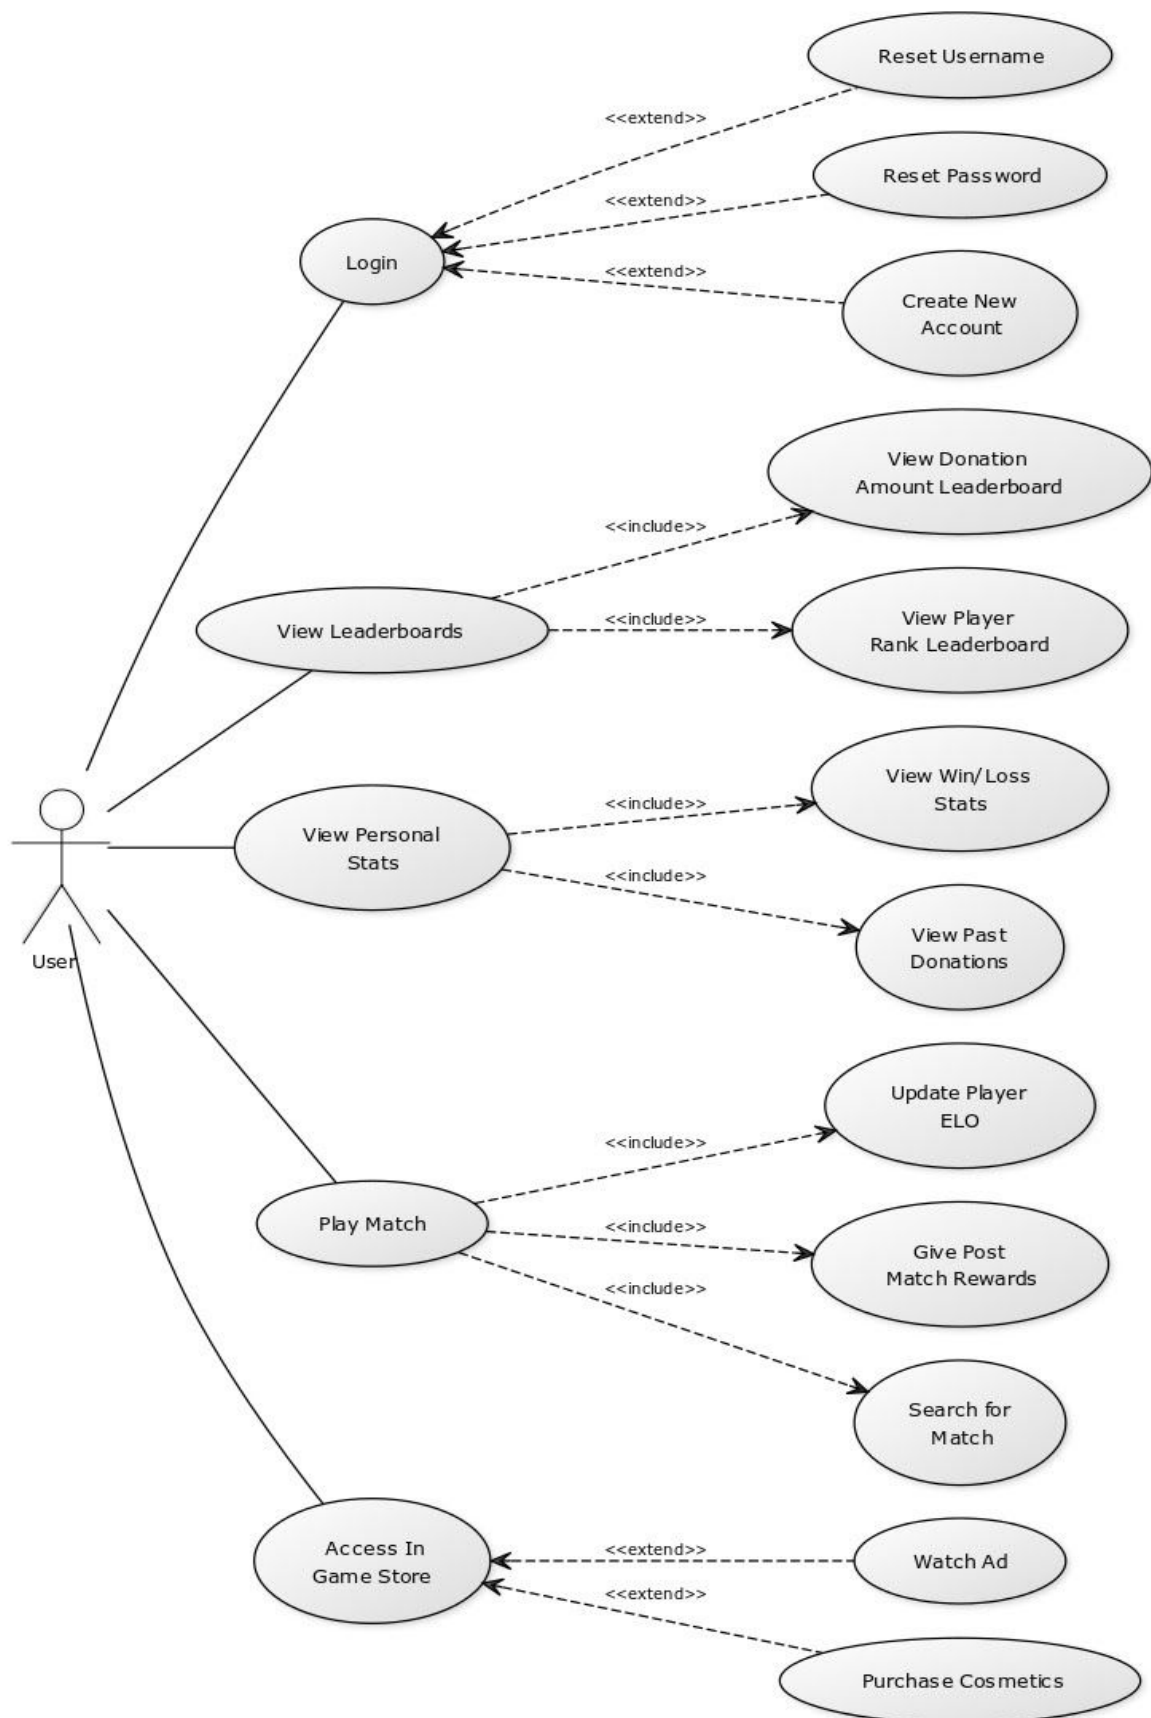 Reset Username
<<extend>>
Reset Password
<<extend>>
Login
<<extend>>
Create New
Account
View Donation
Amount Leaderboard
<<include>>
View Leaderboards
<<include>>
View Player
Rank Leaderboard
View Win/Loss
Stats
<<include>>
View Personal
Stats
<<include>>
View Past
Donations
User
Update Player
ELO
<<include>>
Play Match
<<include>>
Give Post
Match Rewards
<<include>>
Search for
Match
Access In
Game Store
<<extend>>
Watch Ad
<<extend>>
Purchase Cosmetics